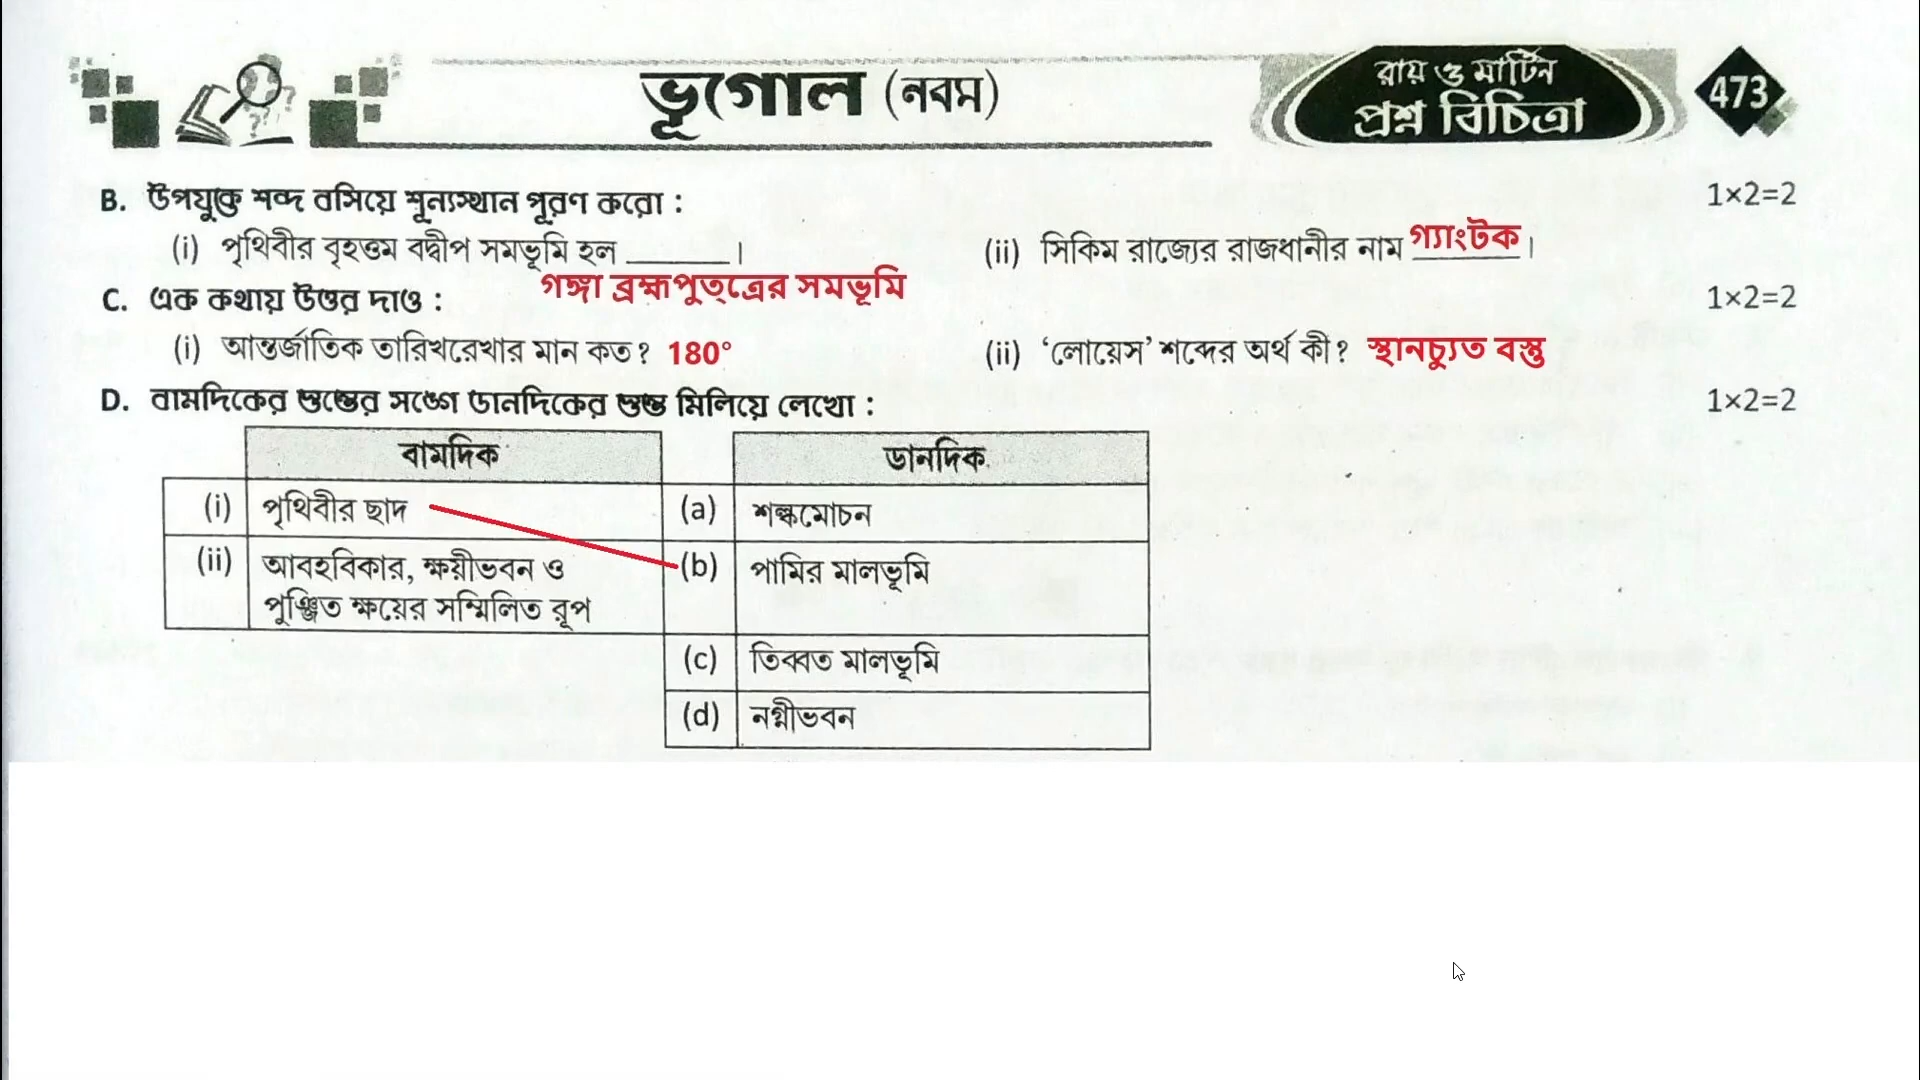 ভূগোল (নবম)
রায় ও মার্টিন
প্রশ্ন বিচিত্রা
473
B. উপযুক্ত শব্দ বসিয়ে শূন্যস্থান পূরণ করো : 1×2=2
(i) পৃথিবীর বৃহত্তম বদ্বীপ সমভূমি হল ______। (ii) সিকিম রাজ্যের রাজধানীর নাম গ্যাংটক।
গঙ্গা ব্রহ্মপুত্রের সমভূমি
C. এক কথায় উত্তর দাও : 1×2=2
(i) আন্তর্জাতিক তারিখরেখার মান কত? 180° (ii) ‘লোয়েস’ শব্দের অর্থ কী? স্থানচ্যুত বস্তু
D. বামদিকের স্তম্ভের সঙ্গে ডানদিকের স্তম্ভ মিলিয়ে লেখো : 1×2=2
বামদিক ডানদিক
(i) পৃথিবীর ছাদ (a) শল্কমোচন
(ii) আবহবিকার, ক্ষয়ীভবন ও (b) পামির মালভূমি
পুঞ্জিত ক্ষয়ের সম্মিলিত রূপ
(c) তিব্বত মালভূমি
(d) নগ্নীভবন